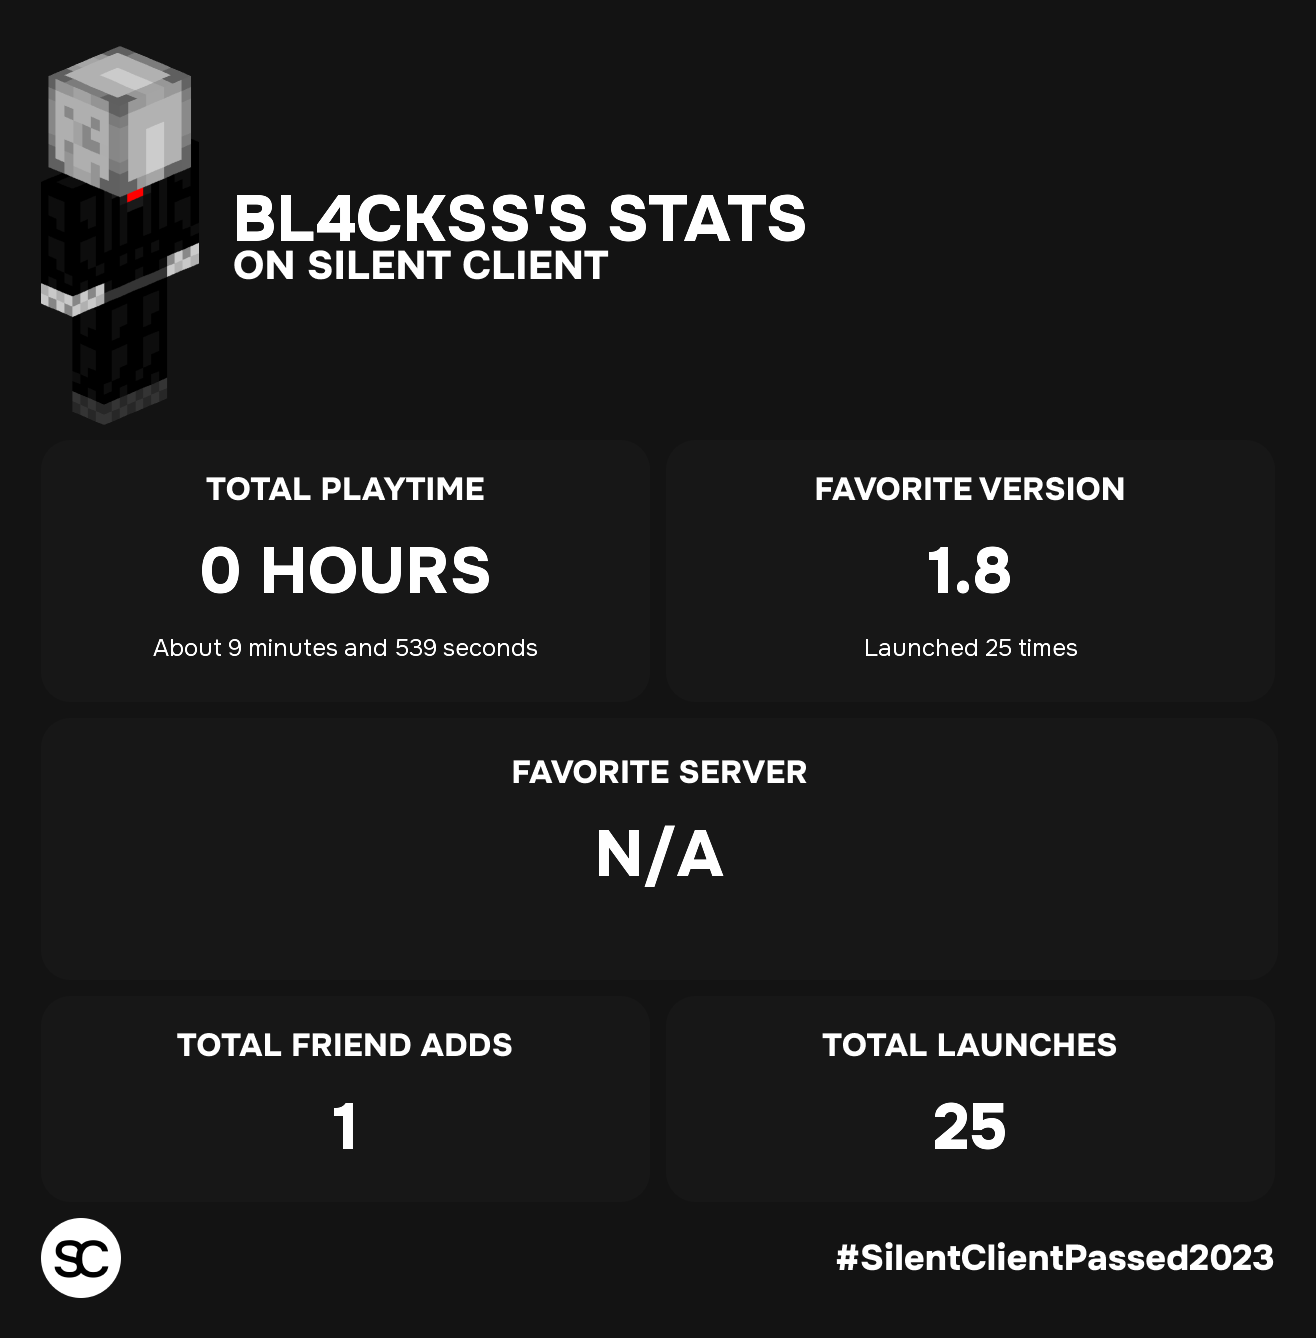 BL4CKSS'S STATS
ON SILENT CLIENT
TOTAL PLAYTIME
0 HOURS
About 9 minutes and 539 seconds
FAVORITE VERSION
1.8
Launched 25 times
FAVORITE SERVER
N/A
TOTAL FRIEND ADDS
1
TOTAL LAUNCHES
25
SC
#SilentClientPassed2023